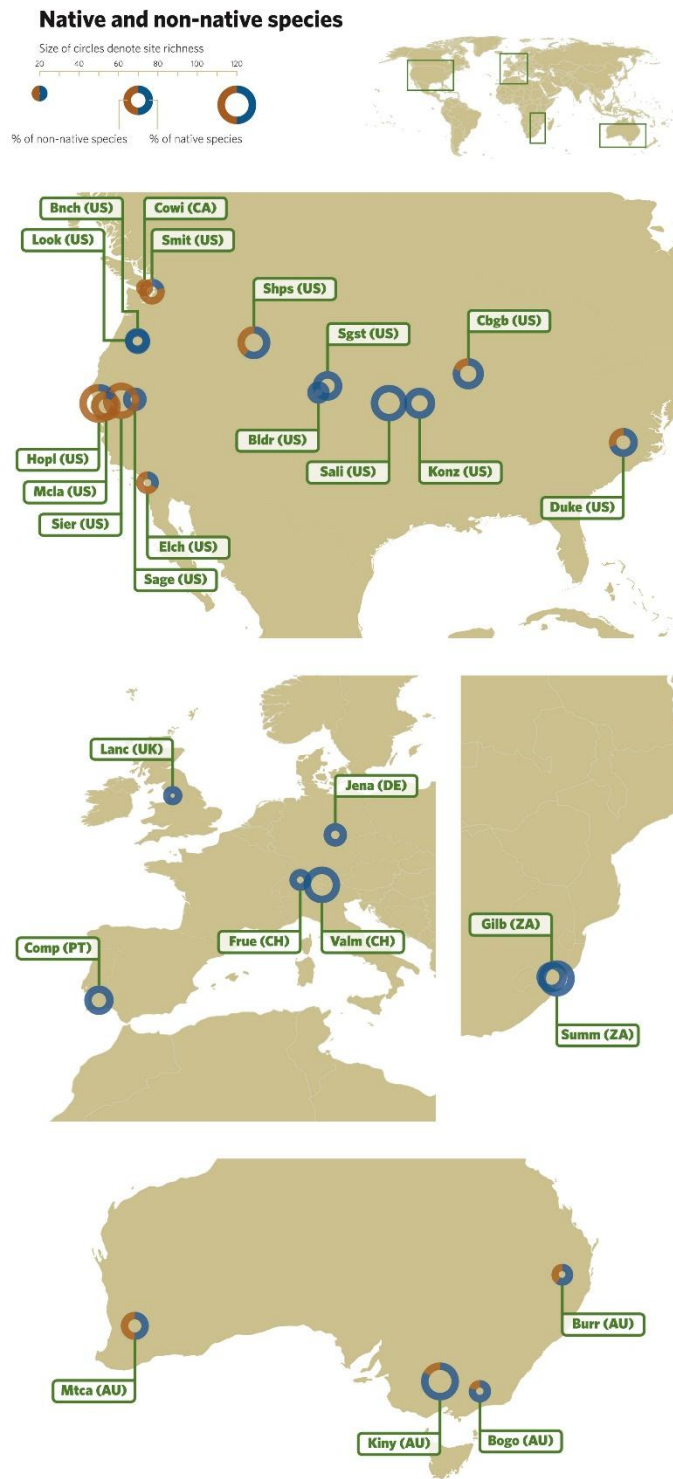 Native and non-native species
Size of circles denote site richness
20 40 60 80 100 120
% of non-native species % of native species
Bnch (US) Cowi (CA)
Look (US) Smit (US)
Shps (US)
Sgst (US) Cbgb (US)
Bldr (US)
Hopl (US) Sali (US) Konz (US)
Mcla (US)
Duke (US)
Sier (US)
Elch (US)
Sage (US)
Lanc (UK)
Jena (DE)
Gilb (ZA)
Comp (PT) Frue (CH) Valm (CH)
Summ (ZA)
Burr (AU)
Mtca (AU)
Kiny (AU) Bogo (AU)